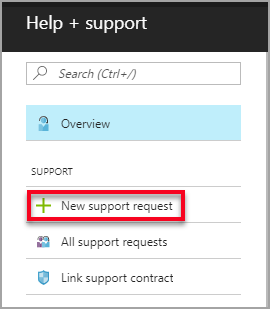 Help + support
Search (Ctrl+/)
Overview
SUPPORT
New support request
All support requests
Link support contract